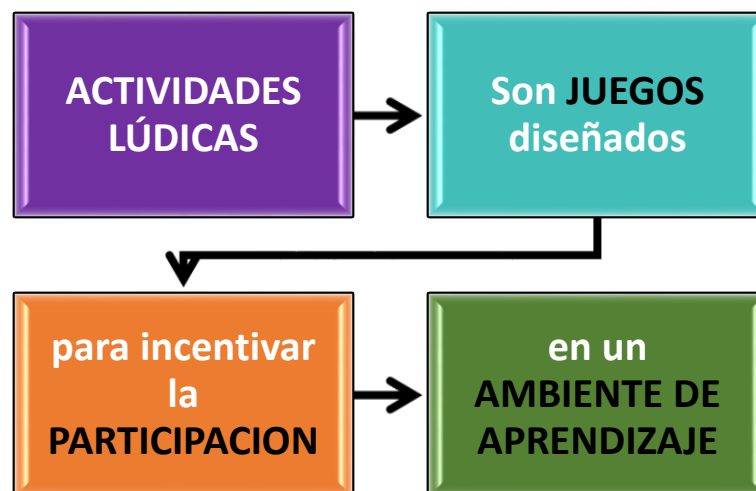 ACTIVIDADES
LÚDICAS
Son JUEGOS
diseñados
para incentivar
la
PARTICIPACION
en un
AMBIENTE DE
APRENDIZAJE